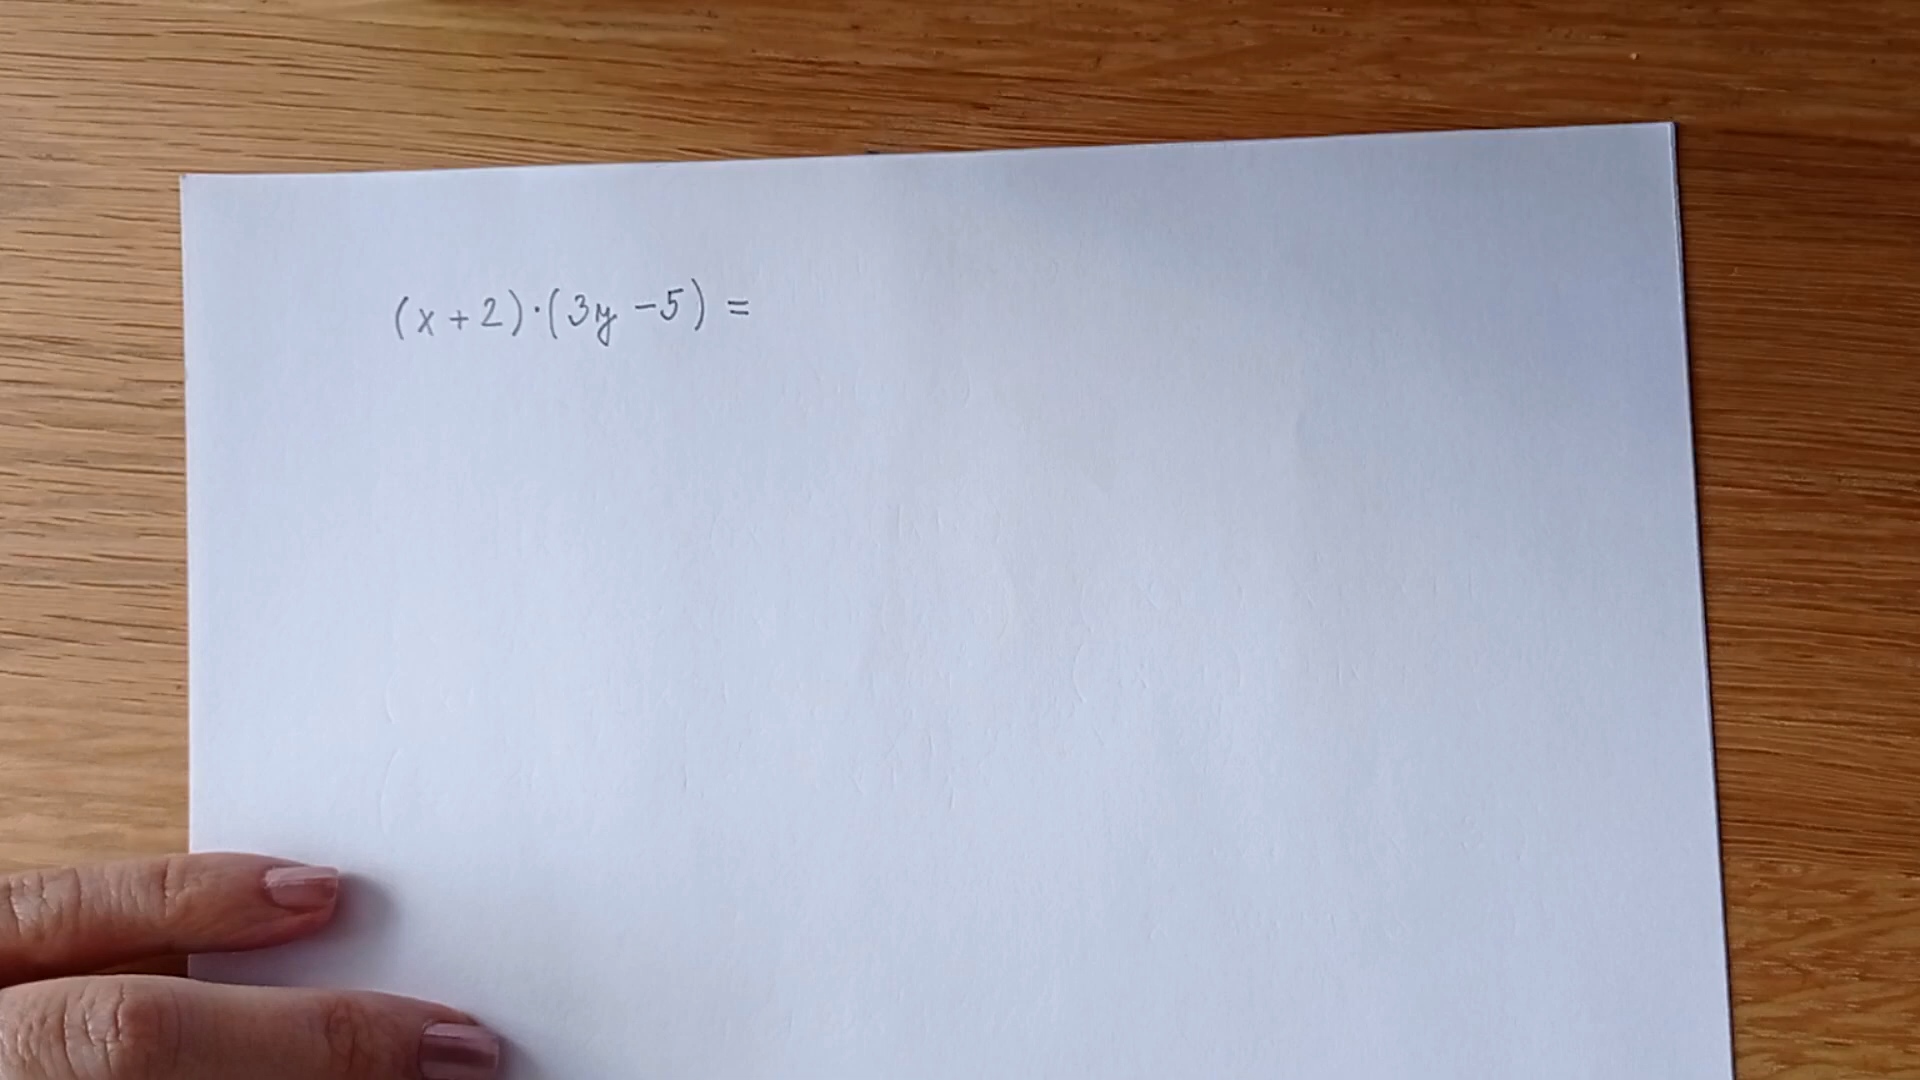 (x+2)·(3y-5) =